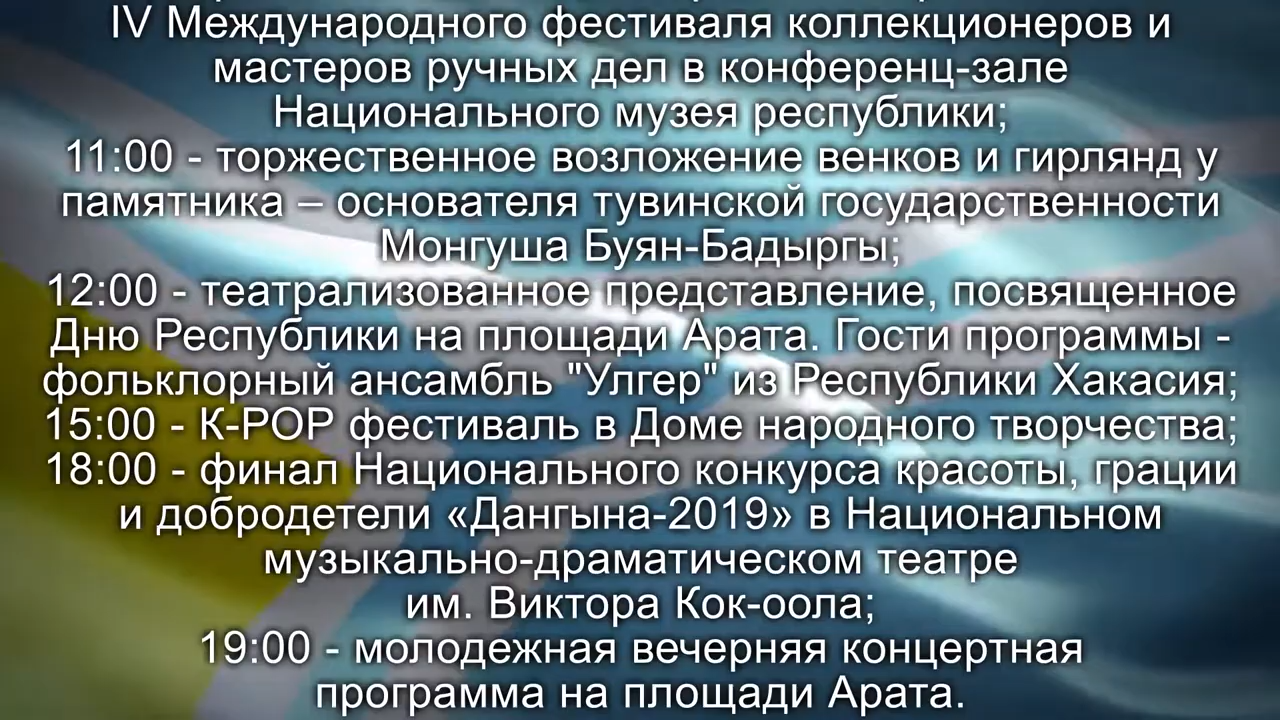 IV Международного фестиваля коллекционеров и
мастеров ручных дел в конференц-зале
Национального музея республики;
11:00 - торжественное возложение венков и гирлянд у
памятника – основателя тувинской государственности
Монгуша Буян-Бадыргы;
12:00 - театрализованное представление, посвященное
Дню Республики на площади Арата. Гости программы -
фольклорный ансамбль "Улгер" из Республики Хакасия;
15:00 - K-POP фестиваль в Доме народного творчества;
18:00 - финал Национального конкурса красоты, грации
и добродетели «Дангына-2019» в Национальном
музыкально-драматическом театре
им. Виктора Кок-оола;
19:00 - молодежная вечерняя концертная
программа на площади Арата.